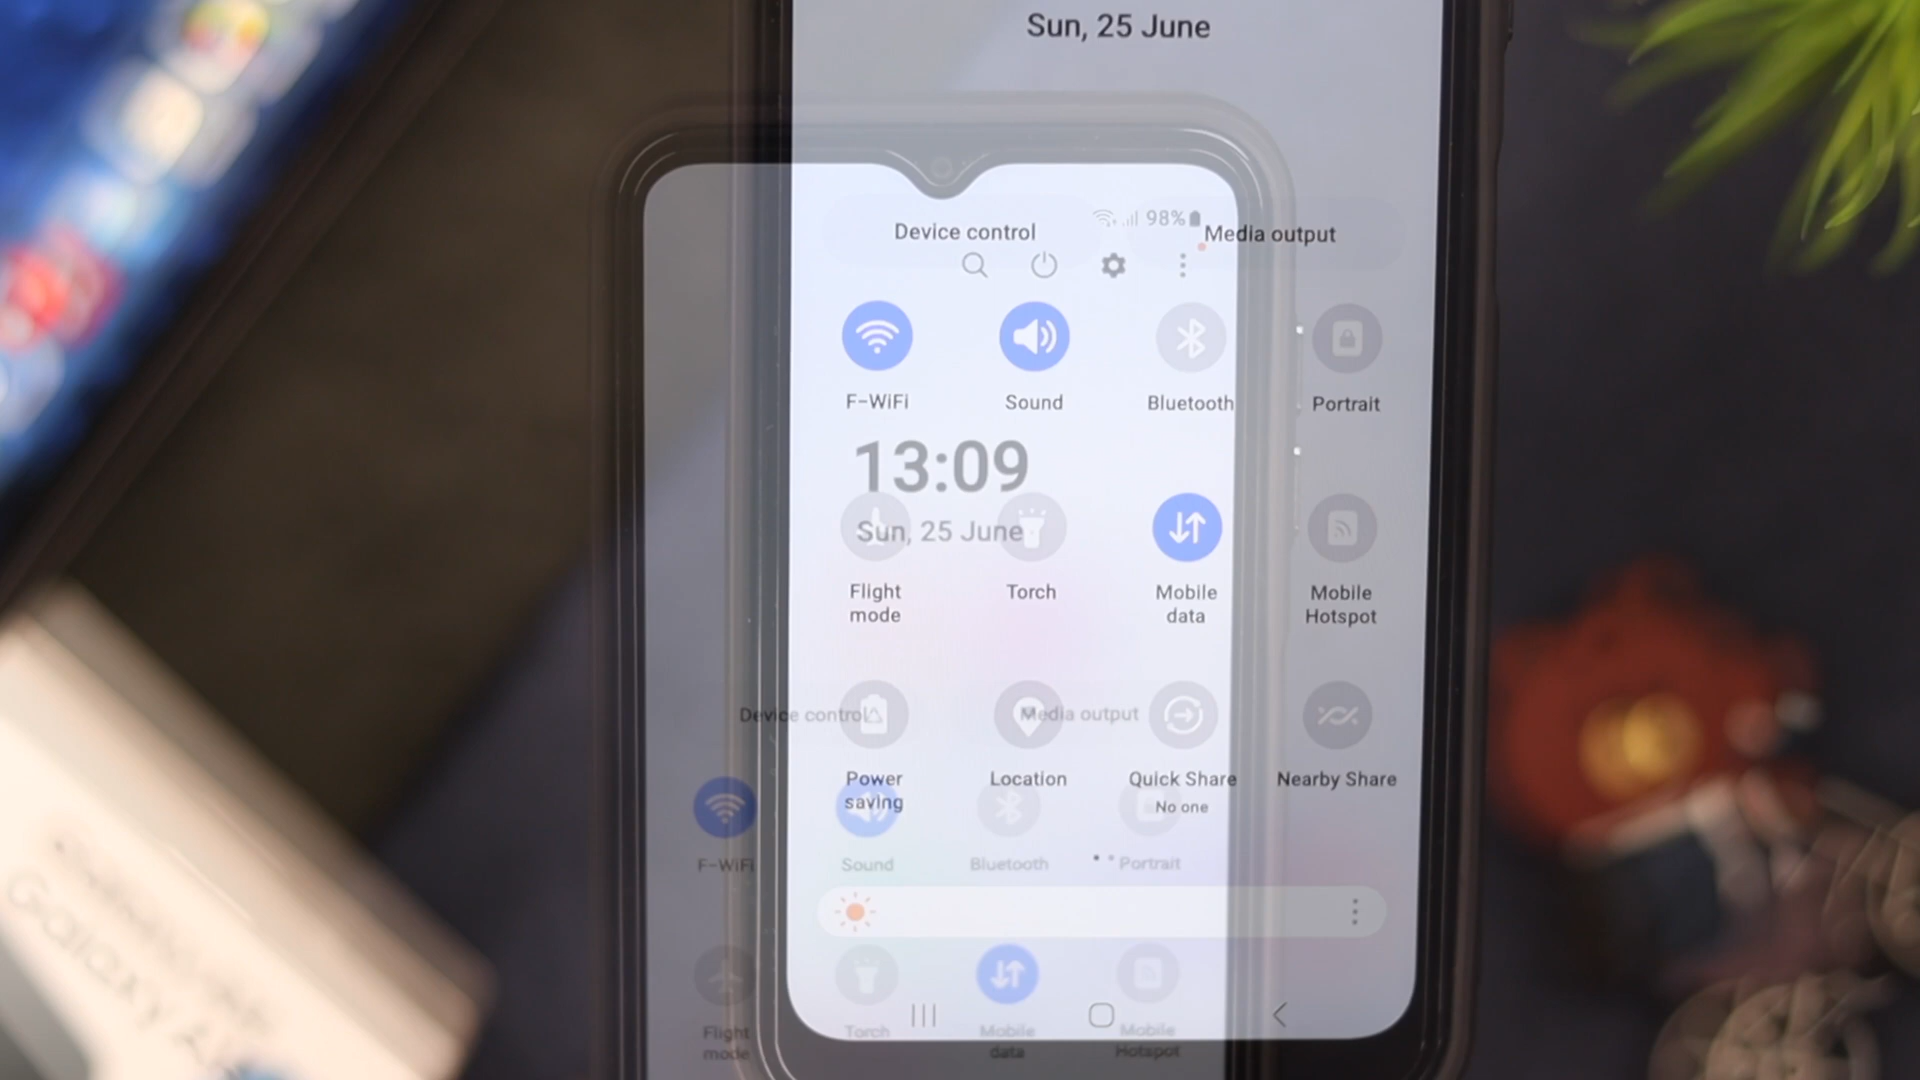 Sun, 25 June
98%
Device control Media output
F-WiFi Sound Bluetooth Portrait
13:09
Sun, 25 June
Flight mode Torch Mobile data Mobile Hotspot
Device control Media output
Power saving Location Quick Share Nearby Share
No one
F-WiFi Sound Bluetooth Portrait
Flight mode Torch Mobile data Mobile Hotspot
Galaxy